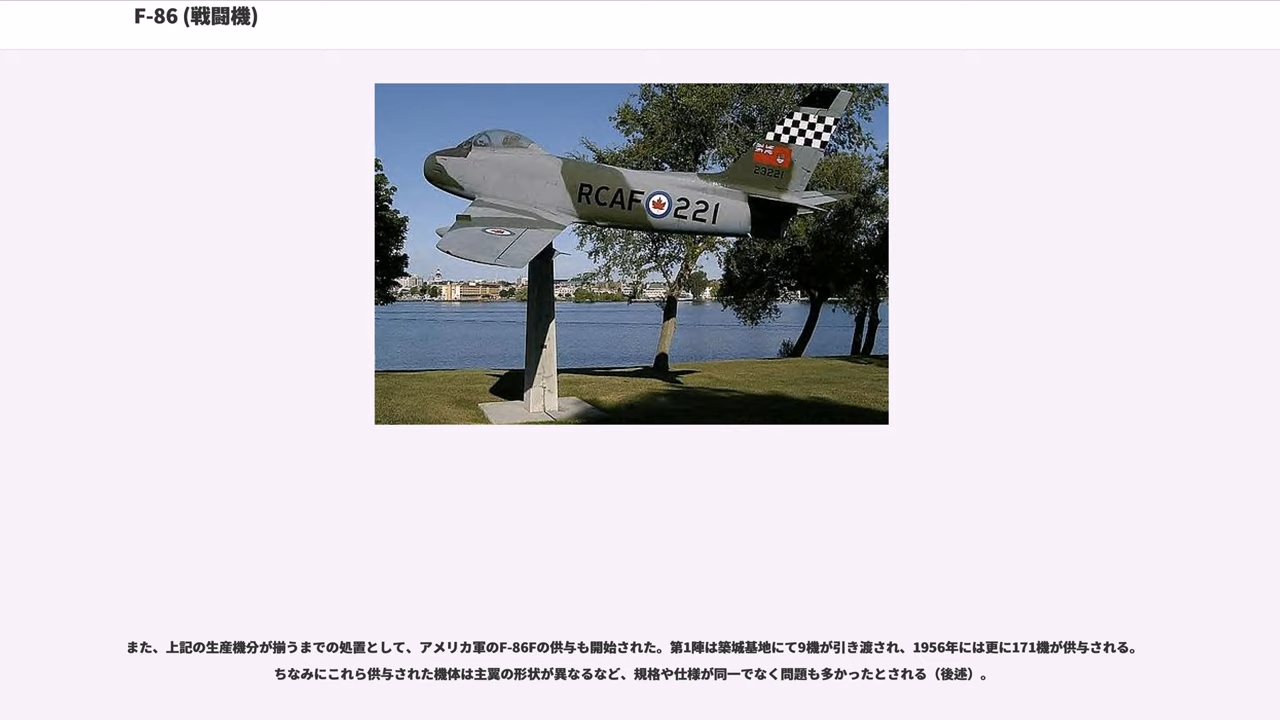 F-86 (戦闘機)
RCAF 221
23221
また、上記の生産機分が揃うまでの処置として、アメリカ軍のF-86Fの供与も開始された。第1陣は築城基地にて9機が引き渡され、1956年には更に171機が供与される。
ちなみにこれら供与された機体は主翼の形状が異なるなど、規格や仕様が同一でなく問題も多かったとされる（後述）。